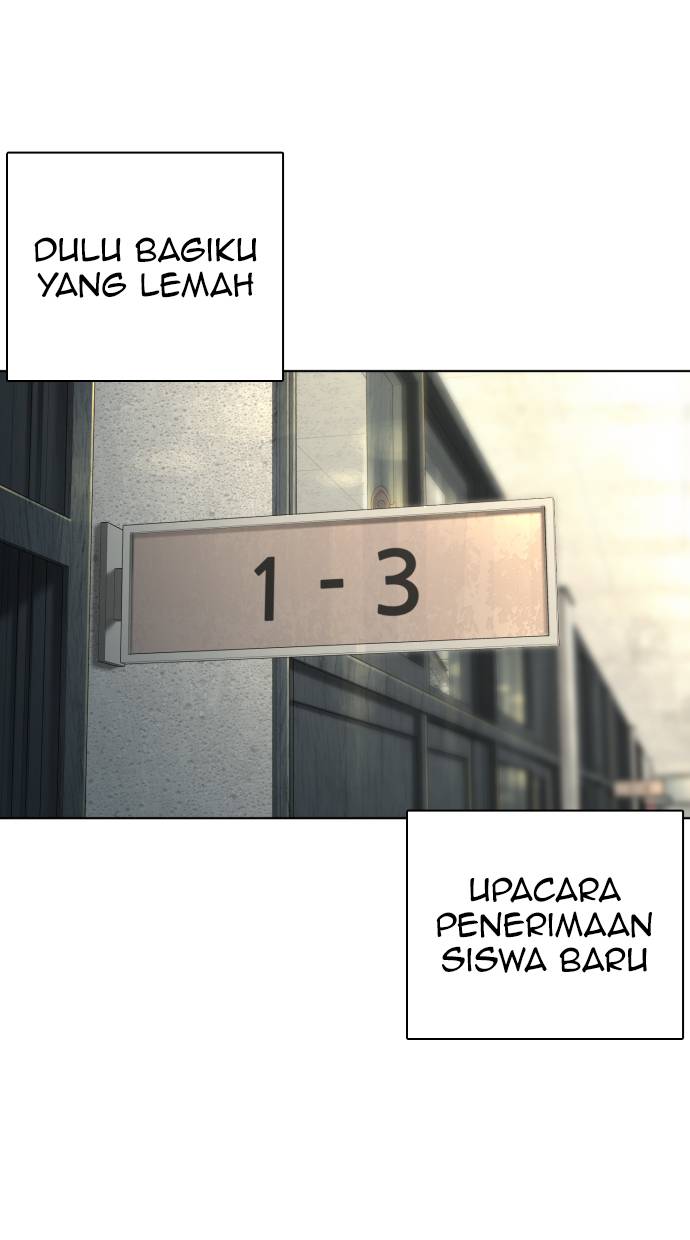 DULU BAGIKU
YANG LEMAH
1 - 3
UPACARA
PENERIMAAN
SISWA BARU